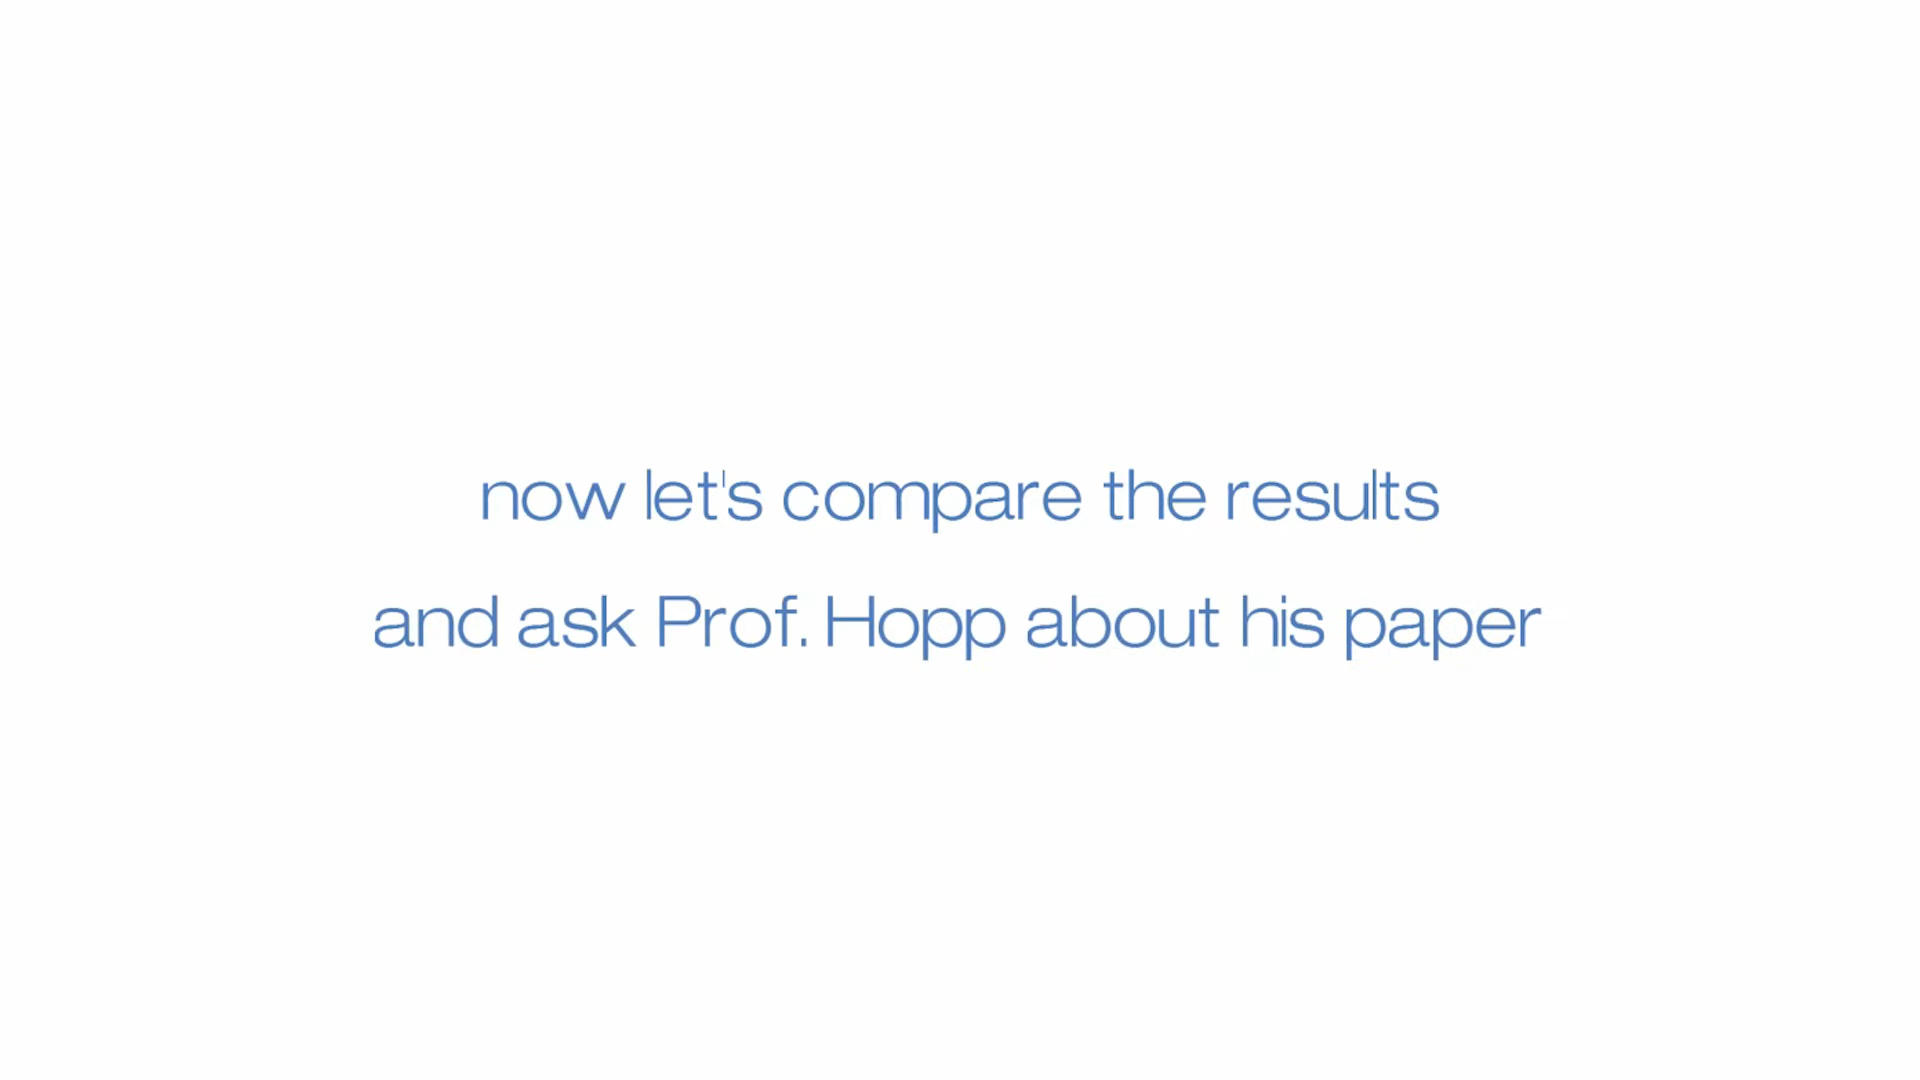 now let's compare the results
and ask Prof. Hopp about his paper